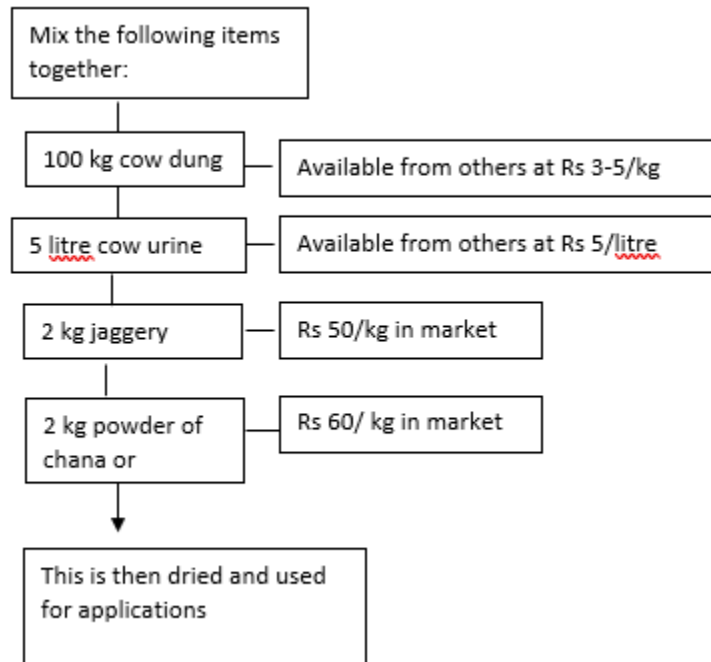 Mix the following items
together:
100 kg cow dung
Available from others at Rs 3-5/kg
5 litre cow urine
Available from others at Rs 5/litre
2 kg jaggery
Rs 50/kg in market
2 kg powder of
chana or
Rs 60/ kg in market
This is then dried and used
for applications